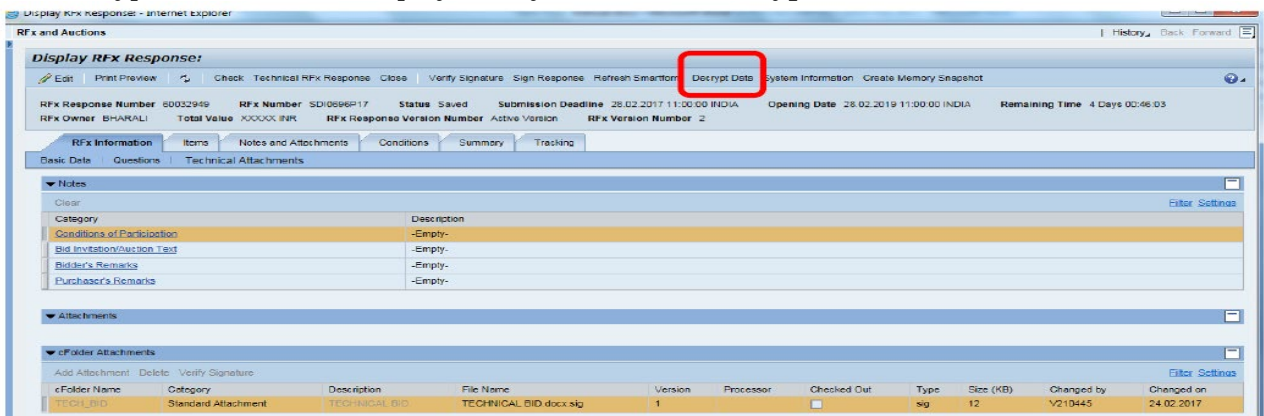 Display RFx Response: - Internet Explorer
RFx and Auctions | History Back Forward
Display RFx Response:
Edit | Print Preview | Check Technical RFx Response Close | Verify Signature Sign Response Refresh Smartform Decrypt Data System Information Create Memory Snapshot
RFx Response Number 60032949 RFx Number SDI0696P17 Status Saved Submission Deadline 28.02.2017 11:00:00 INDIA Opening Date 28.02.2019 11:00:00 INDIA Remaining Time 4 Days 00:46:03
RFx Owner BHARALI Total Value XXXXX INR RFx Response Version Number Active Version RFx Version Number 2
RFx Information Items Notes and Attachments Conditions Summary Tracking
Basic Data | Questions | Technical Attachments
Notes
Clear Filter Settings
Category Description
Conditions of Participation -Empty-
Bid Invitation/Auction Text -Empty-
Bidder's Remarks -Empty-
Purchaser's Remarks -Empty-
Attachments
cFolder Attachments
Add Attachment Delete Verify Signature Filter Settings
cFolder Name Category Description File Name Version Processor Checked Out Type Size (KB) Changed by Changed on
TECH_BID Standard Attachment TECHNICAL BID TECHNICAL BID.docx.sig 1 sig 12 V210445 24.02.2017